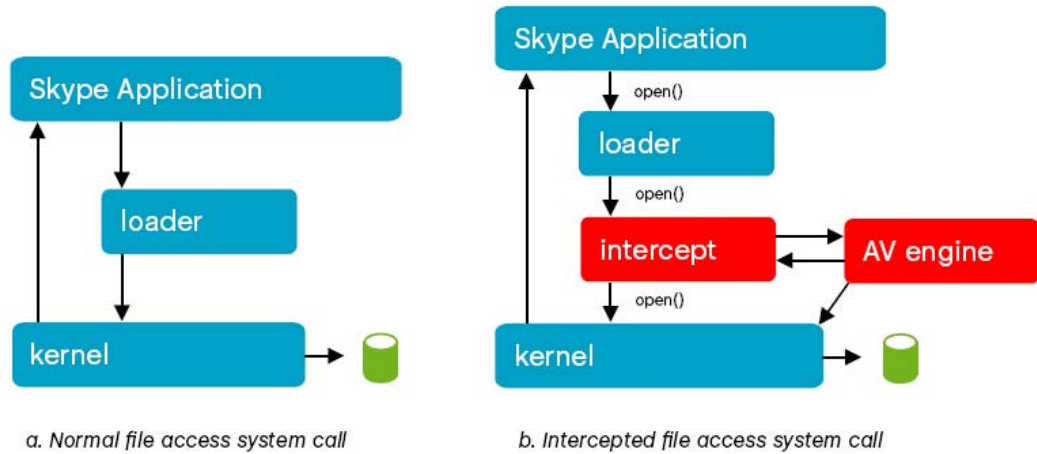 Skype Application
loader
kernel
a. Normal file access system call
Skype Application
open()
loader
open()
intercept
AV engine
open()
kernel
b. Intercepted file access system call